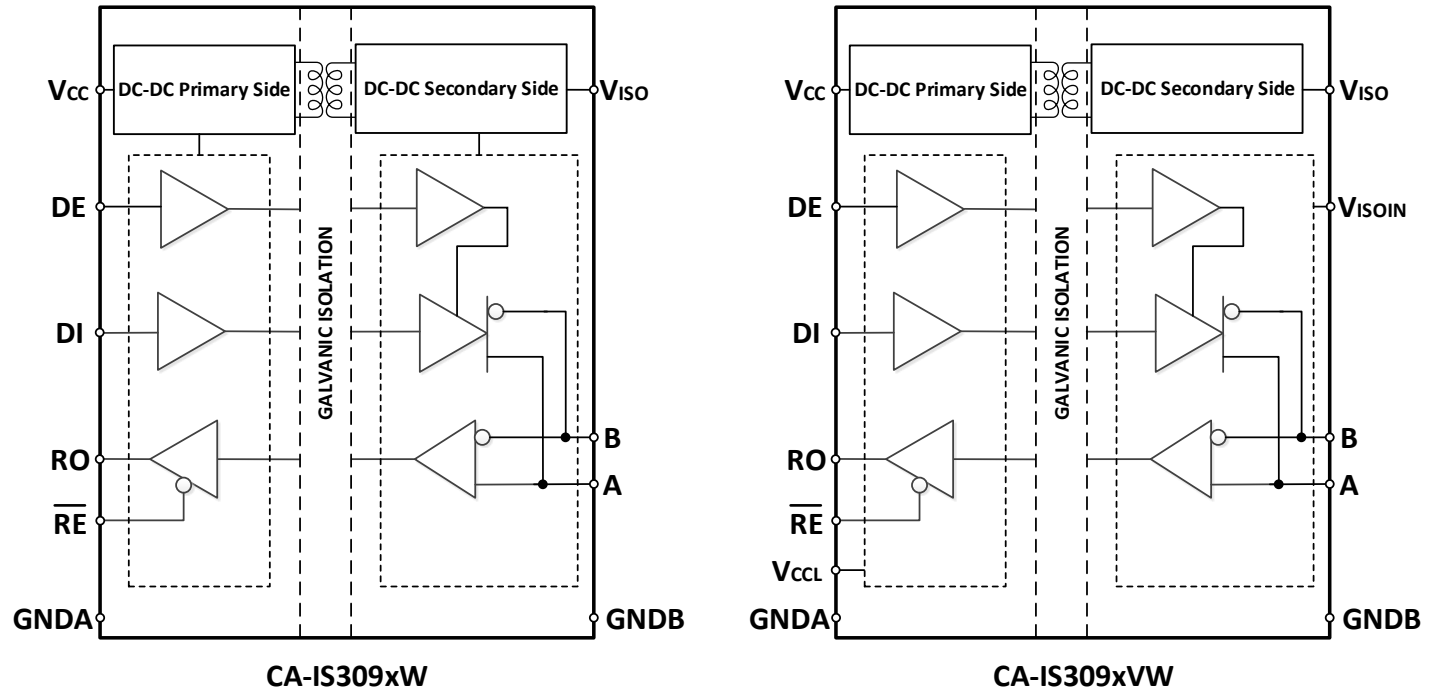 DC-DC Primary Side
DC-DC Secondary Side
VCC
VISO
DE
DI
RO
RE
GNDA
GALVANIC ISOLATION
B
A
GNDB
CA-IS309xW
DC-DC Primary Side
DC-DC Secondary Side
VCC
VISO
DE
VISOIN
DI
RO
RE
VCCL
GNDA
GALVANIC ISOLATION
B
A
GNDB
CA-IS309xVW